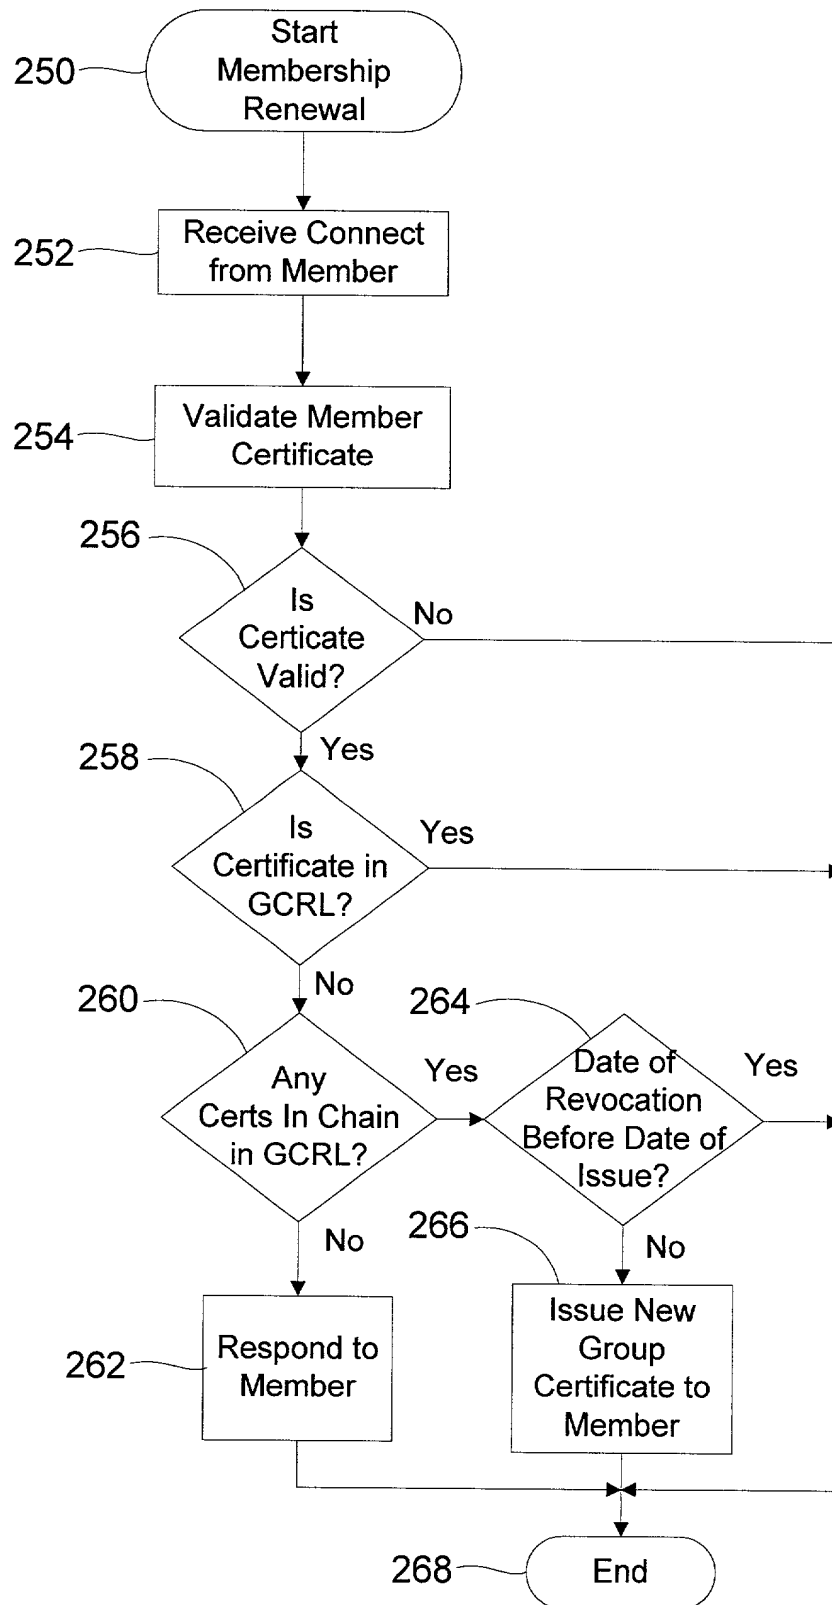 Start
Membership
Renewal
250
Receive Connect
from Member
252
Validate Member
Certificate
254
256
Is
Certicate
Valid?
No
Yes
258
Is
Certificate in
GCRL?
Yes
No
260
Any
Certs In Chain
in GCRL?
Yes
264
Date of
Revocation
Before Date of
Issue?
Yes
No
No
262
Respond to
Member
266
Issue New
Group
Certificate to
Member
268
End